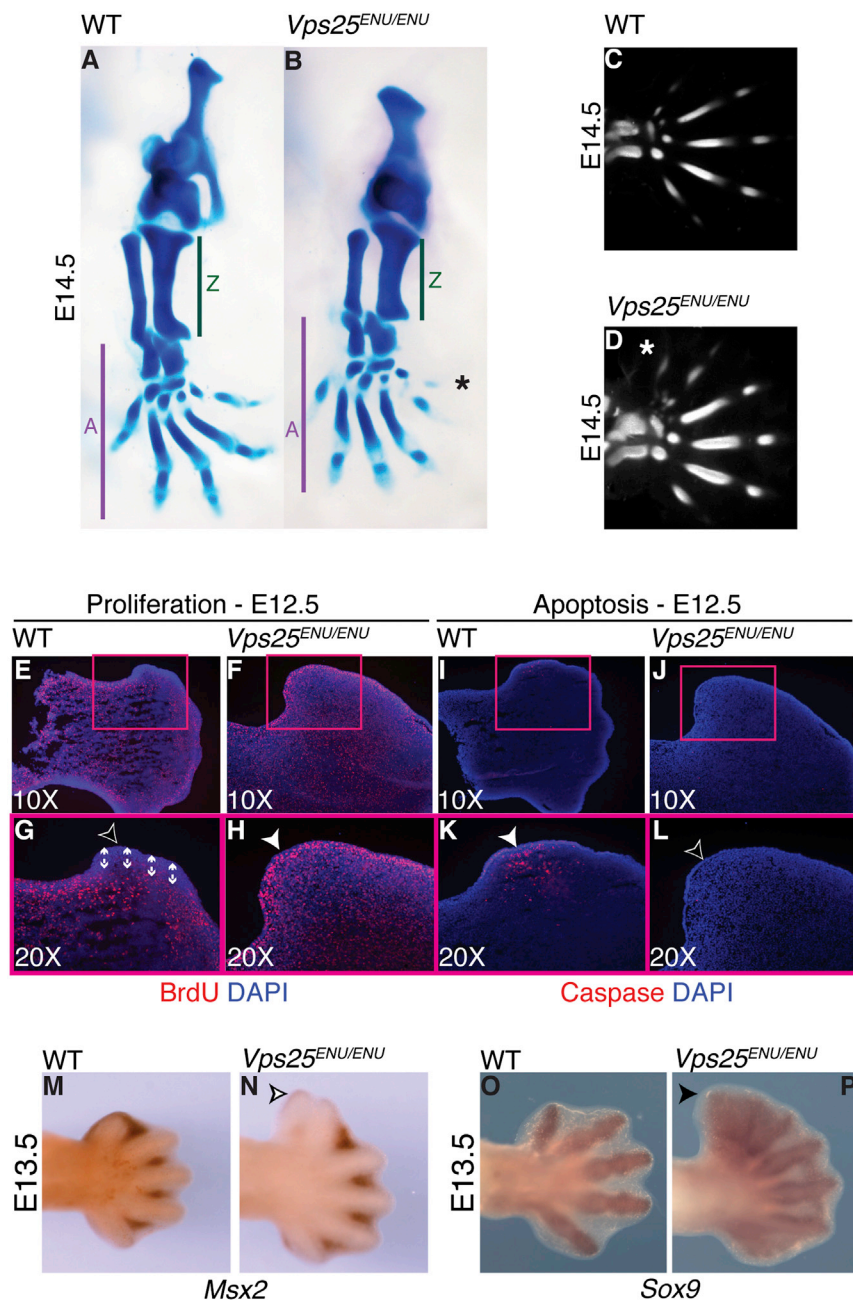 WT
Vps25ENU/ENU
WT
A
B
C
E14.5
E14.5
Z
Z
A
A
*
Vps25ENU/ENU
D
*
E14.5
Proliferation - E12.5
Apoptosis - E12.5
WT
Vps25ENU/ENU
WT
Vps25ENU/ENU
E
F
I
J
10X
10X
10X
10X
G
H
K
L
20X
20X
20X
20X
BrdU DAPI
Caspase DAPI
WT
Vps25ENU/ENU
WT
Vps25ENU/ENU
M
N
O
P
E13.5
E13.5
Msx2
Sox9